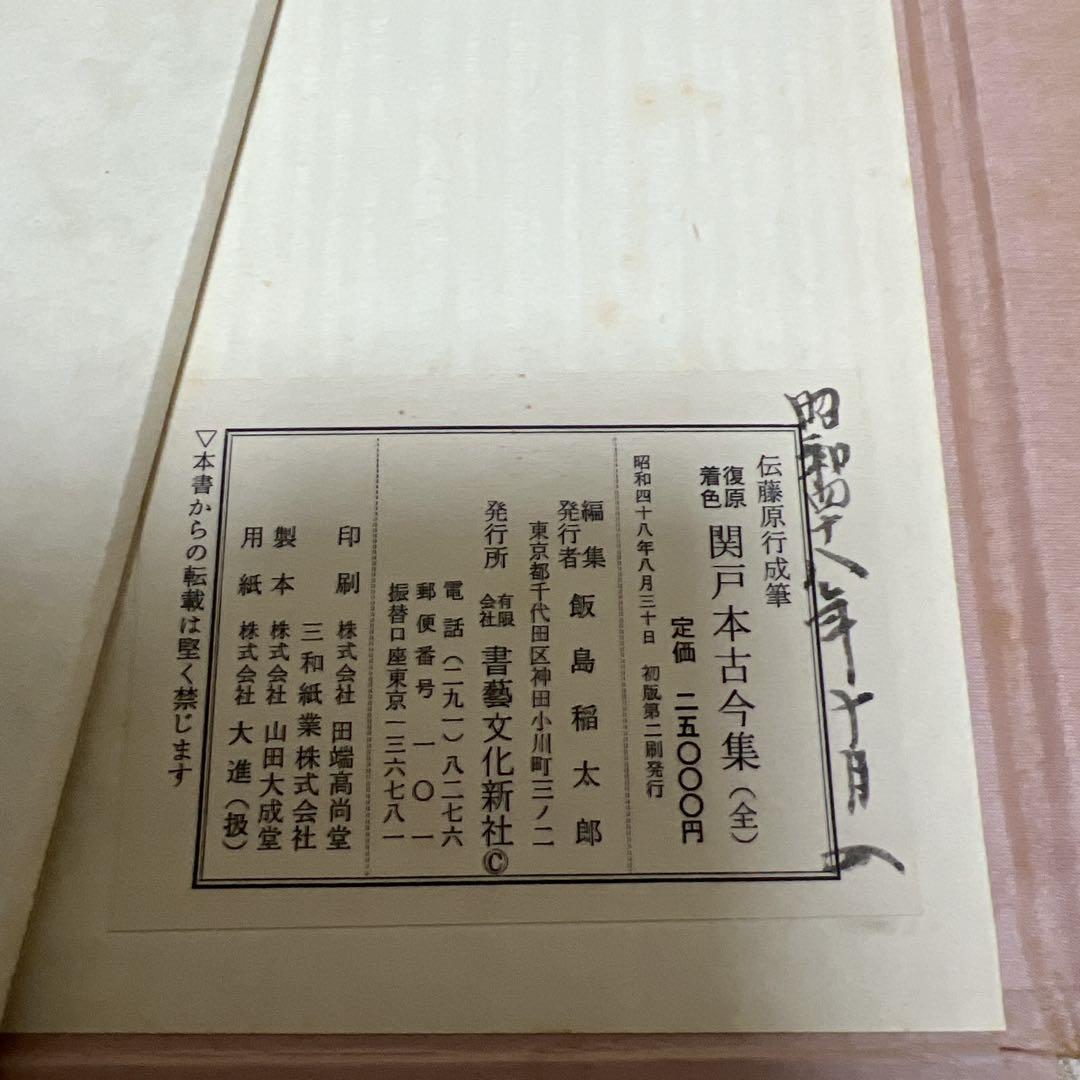 昭和四十八年十月
伝藤原行成筆
復原
着色 関戸本古今集(全)
定価 二五〇〇〇円
昭和四十八年八月三十日 初版第二刷発行
編集
発行者 飯島稲太郎
東京都千代田区神田小川町三ノ二
発行所 有限会社 書藝文化新社©
電話(二九一)八二七六
郵便番号 一〇一
振替口座東京一三六七八一
印刷 株式会社 田端高尚堂
三和紙業株式会社
製本 株式会社 山田大成堂
用紙 株式会社 大進(扱)
▽本書からの転載は堅く禁じます